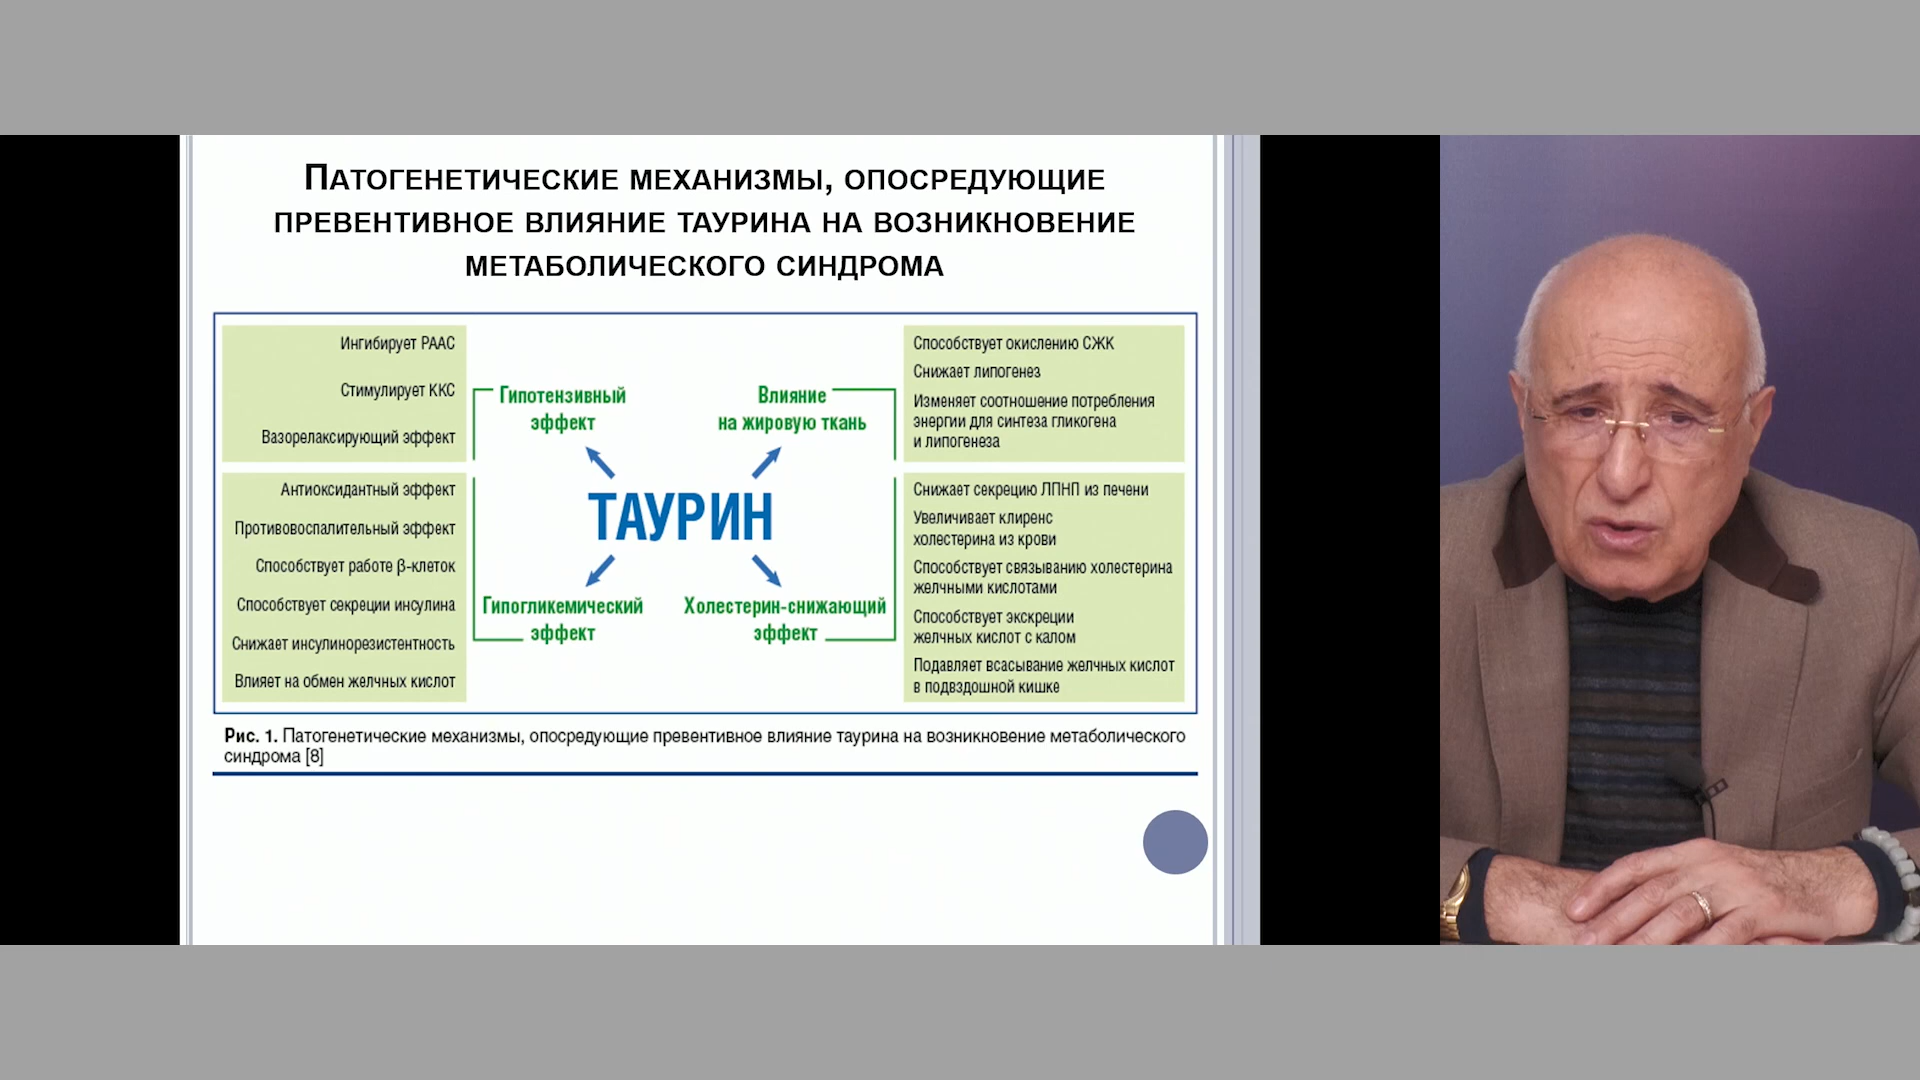 Патогенетические механизмы, опосредующие
превентивное влияние таурина на возникновение
метаболического синдрома
Ингибирует РААС
Стимулирует ККС
Вазорелаксирующий эффект
Гипотензивный
эффект
Влияние
на жировую ткань
Способствует окислению СЖК
Снижает липогенез
Изменяет соотношение потребления
энергии для синтеза гликогена
и липогенеза
ТАУРИН
Антиоксидантный эффект
Противовоспалительный эффект
Способствует работе β-клеток
Способствует секреции инсулина
Снижает инсулинорезистентность
Влияет на обмен желчных кислот
Гипогликемический
эффект
Холестерин-снижающий
эффект
Снижает секрецию ЛПНП из печени
Увеличивает клиренс
холестерина из крови
Способствует связыванию холестерина
желчными кислотами
Способствует экскреции
желчных кислот с калом
Подавляет всасывание желчных кислот
в подвздошной кишке
Рис. 1. Патогенетические механизмы, опосредующие превентивное влияние таурина на возникновение метаболического
синдрома [8]